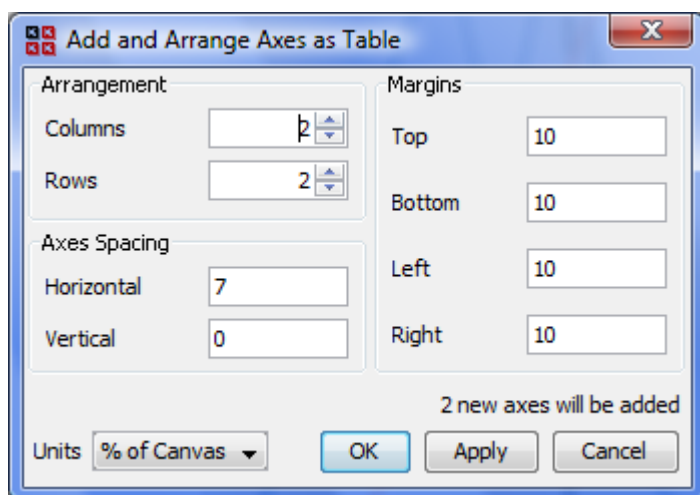 Add and Arrange Axes as Table
Arrangement
Columns 2
Rows 2
Axes Spacing
Horizontal 7
Vertical 0
Margins
Top 10
Bottom 10
Left 10
Right 10
2 new axes will be added
Units % of Canvas OK Apply Cancel